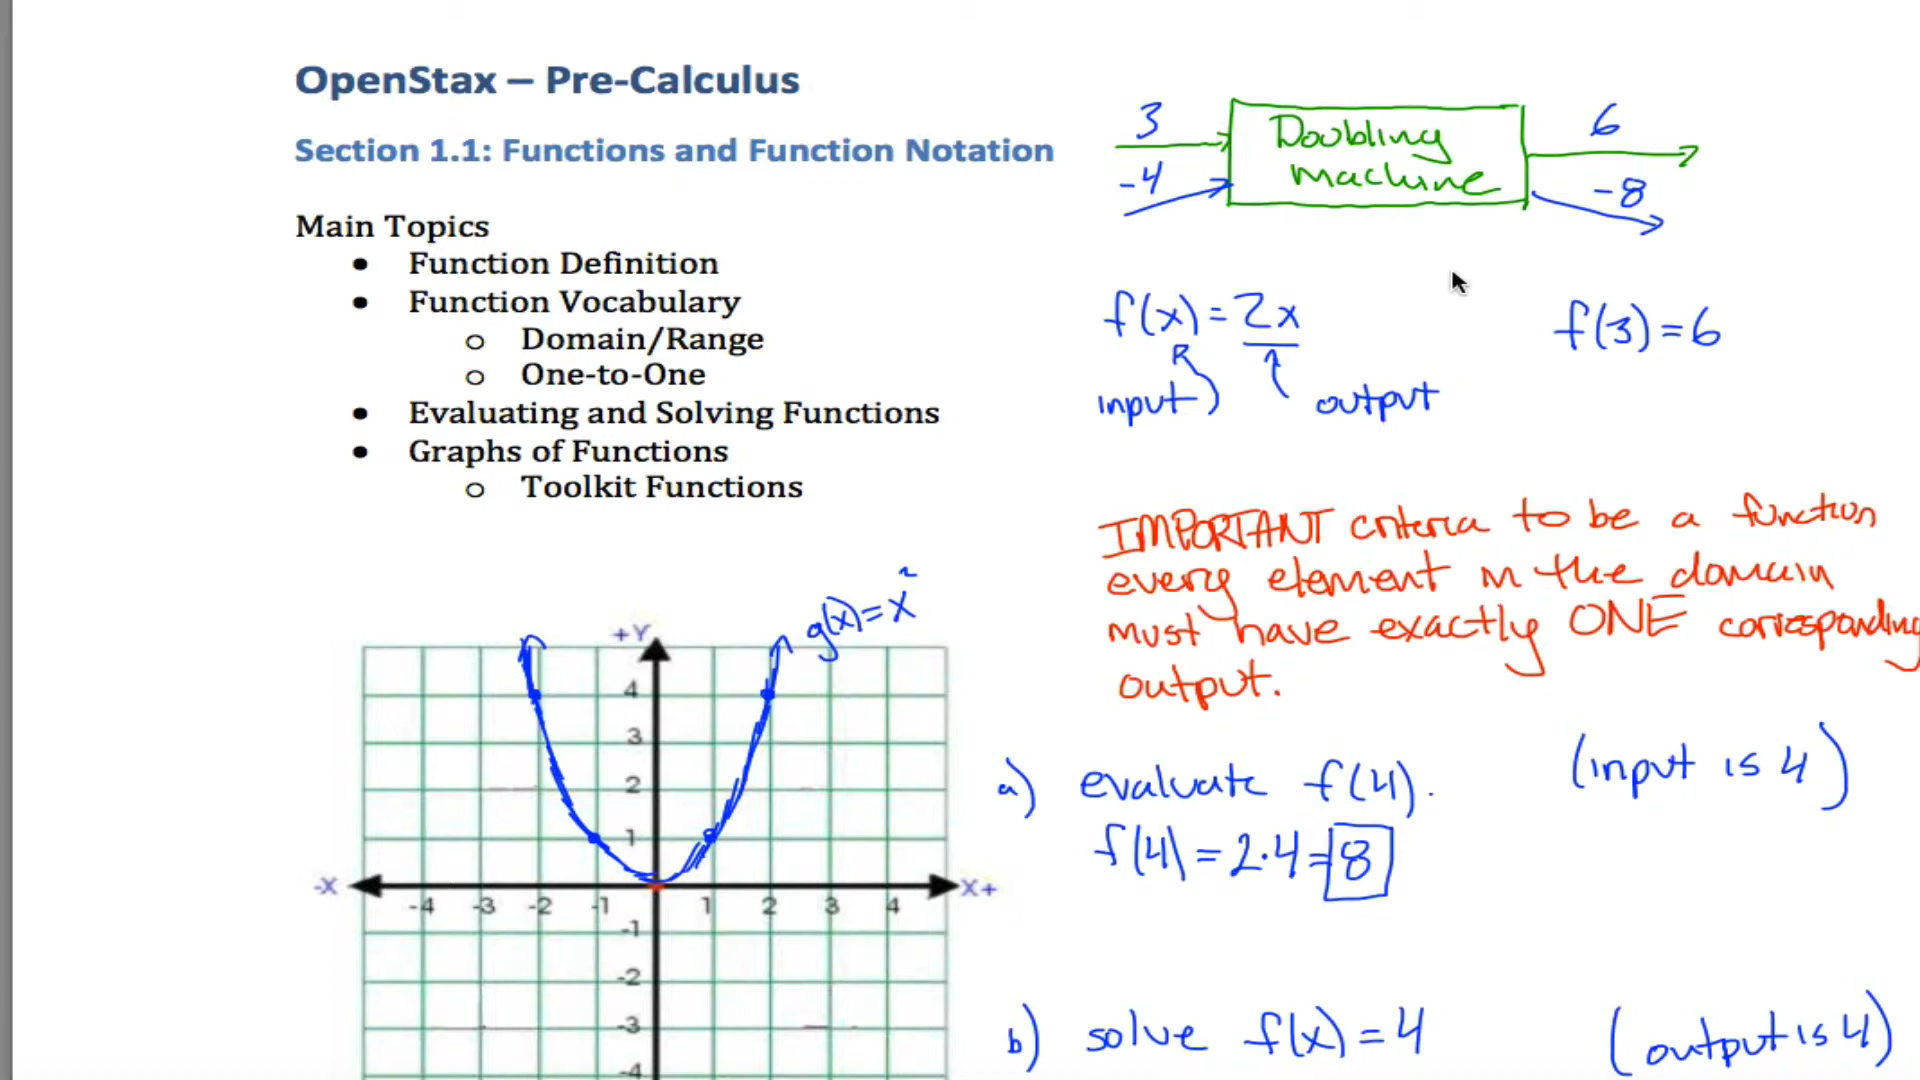 OpenStax – Pre-Calculus
Section 1.1: Functions and Function Notation
Main Topics
• Function Definition
• Function Vocabulary
o Domain/Range
o One-to-One
• Evaluating and Solving Functions
• Graphs of Functions
o Toolkit Functions
3
-4
Doubling
Machine
6
-8
f(x)=2x
f(3)=6
input
output
IMPORTANT criteria to be a function
every element in the domain
must have exactly ONE corresponding
output.
g(x)=x²
+Y
4
3
2
1
-X
X+
-4 -3 -2 -1 1 2 3 4
-1
-2
-3
-4
a) evaluate f(4).
(input is 4)
f(4)=2·4=8
b) solve f(x)=4
(output is 4)